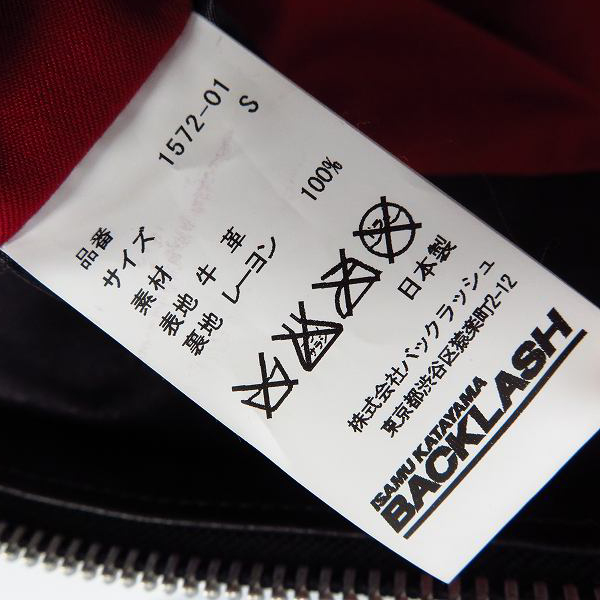 品番 1572-01
サイズ S
素材
表地 牛 革
裏地 レーヨン 100%
日本製
株式会社バックラッシュ
東京都渋谷区猿楽町2-12
ISAMU KATAYAMA
BACKLASH